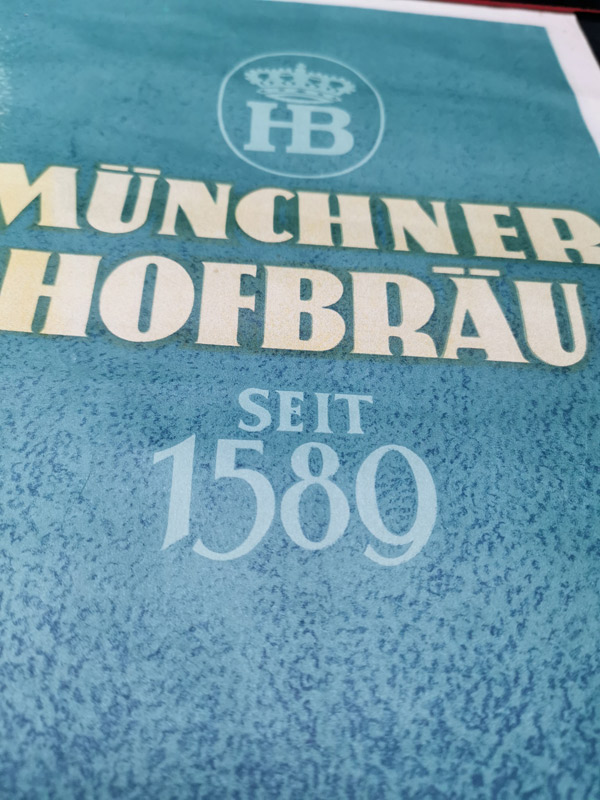 HB
MÜNCHNER
HOFBRÄU
SEIT
1589